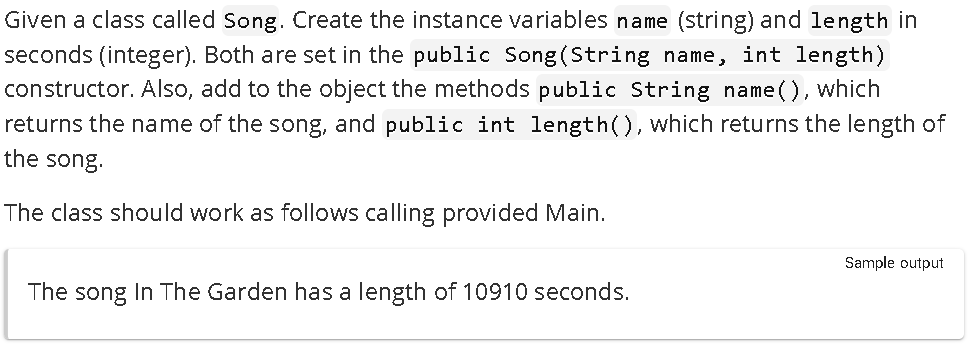 Given a class called Song. Create the instance variables name (string) and length in
seconds (integer). Both are set in the public Song(String name, int length)
constructor. Also, add to the object the methods public String name(), which
returns the name of the song, and public int length(), which returns the length of
the song.
The class should work as follows calling provided Main.
Sample output
The song In The Garden has a length of 10910 seconds.